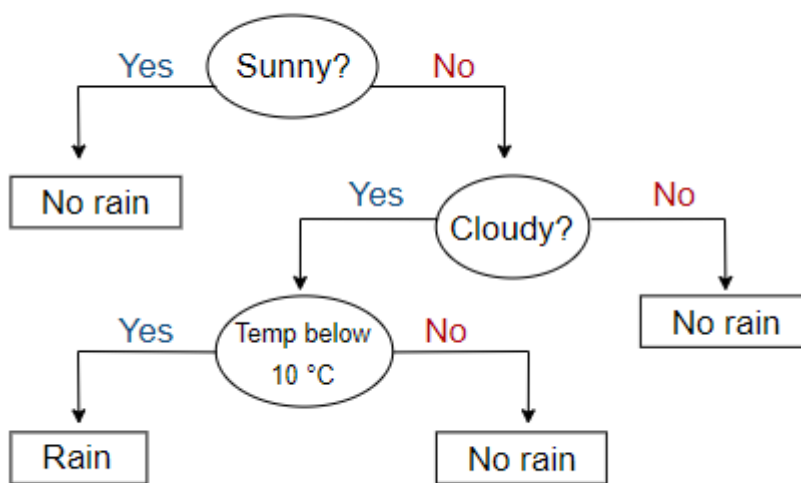 Yes
Sunny?
No
No rain
Yes
Cloudy?
No
Yes
Temp below
10 °C
No
No rain
Rain
No rain